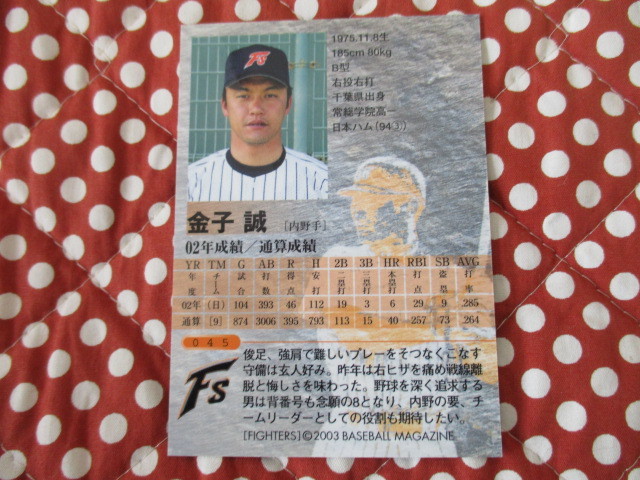 Fs
1975.11.8生
185cm 80kg
B型
右投右打
千葉県出身
常総学院高―
日本ハム(94③)
金子 誠 [内野手]
02年成績/通算成績
YR TM G AB R H 2B 3B HR RBI SB AVG
年度 チーム 試合 打数 得点 安打 二塁打 三塁打 本塁打 打点 盗塁 打率
02年 (日) 104 393 46 112 19 3 6 29 9 .285
通算 [9] 874 3006 395 793 113 15 40 257 73 .264
045
Fs
俊足、強肩で難しいプレーをそつなくこなす
守備は玄人好み。昨年は右ヒザを痛め戦線離
脱と悔しさを味わった。野球を深く追求する
男は背番号も念願の8となり、内野の要、チ
ームリーダーとしての役割も期待したい。
[FIGHTERS]©2003 BASEBALL MAGAZINE